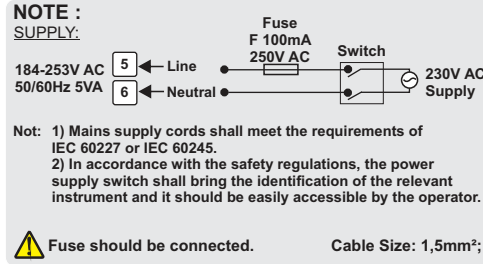 NOTE :
SUPPLY:
Fuse
F 100mA
250V AC
Switch
184-253V AC
50/60Hz 5VA
5
Line
6
Neutral
230V AC
Supply
Not: 1) Mains supply cords shall meet the requirements of
IEC 60227 or IEC 60245.
2) In accordance with the safety regulations, the power
supply switch shall bring the identification of the relevant
instrument and it should be easily accessible by the operator.
Fuse should be connected.
Cable Size: 1,5mm²;